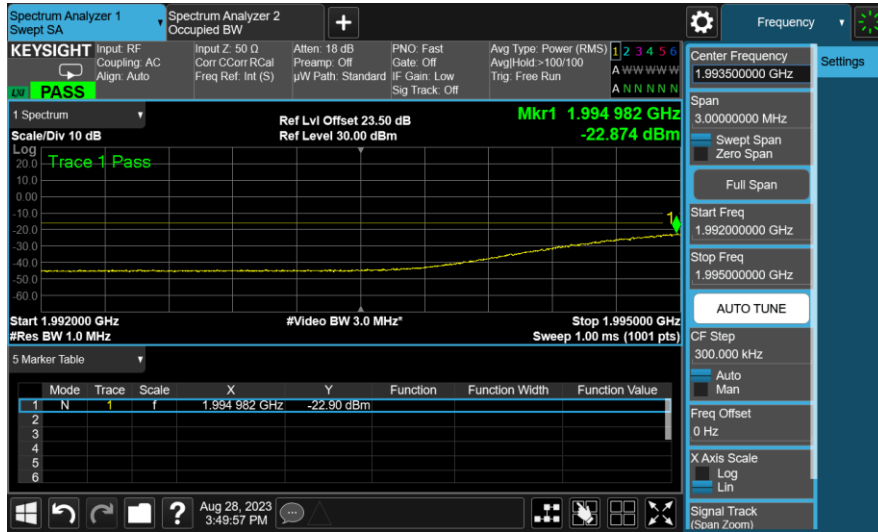 Spectrum Analyzer 1
Swept SA
Spectrum Analyzer 2
Occupied BW
+
Frequency
KEYSIGHT
Input: RF
Coupling: AC
Align: Auto
Input Z: 50 Ω
Corr CCorr RCal
Freq Ref: Int (S)
Atten: 18 dB
Preamp: Off
µW Path: Standard
PNO: Fast
Gate: Off
IF Gain: Low
Sig Track: Off
Avg Type: Power (RMS)
Avg|Hold:>100/100
Trig: Free Run
1 2 3 4 5 6
A W W W W W
A N N N N N
LXI PASS
1 Spectrum
Scale/Div 10 dB
Ref Lvl Offset 23.50 dB
Ref Level 30.00 dBm
Mkr1 1.994 982 GHz
-22.874 dBm
Log
Trace 1 Pass
20.0
10.0
0.00
-10.0
-20.0
-30.0
-40.0
-50.0
-60.0
1
Start 1.992000 GHz
#Res BW 1.0 MHz
#Video BW 3.0 MHz*
Stop 1.995000 GHz
Sweep 1.00 ms (1001 pts)
5 Marker Table
Mode Trace Scale X Y Function Function Width Function Value
1 N 1 f 1.994 982 GHz -22.90 dBm
2
3
4
5
6
?
Aug 28, 2023
3:49:57 PM
Center Frequency
1.993500000 GHz
Settings
Span
3.00000000 MHz
Swept Span
Zero Span
Full Span
Start Freq
1.992000000 GHz
Stop Freq
1.995000000 GHz
AUTO TUNE
CF Step
300.000 kHz
Auto
Man
Freq Offset
0 Hz
X Axis Scale
Log
Lin
Signal Track
(Span Zoom)